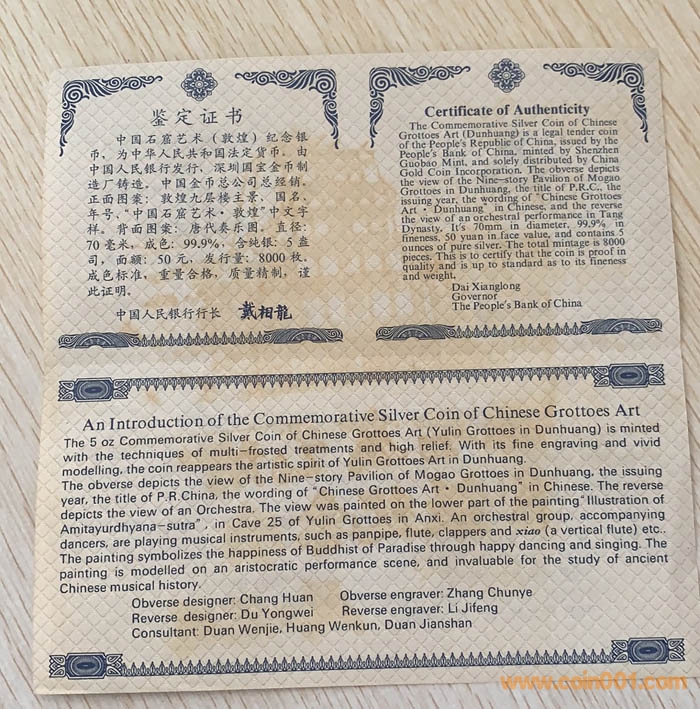 鉴定证书
中国石窟艺术（敦煌）纪念银
币，为中华人民共和国法定货币。由
中国人民银行发行，深圳国宝金币制
造厂铸造。中国金币总公司总经销。
正面图案：敦煌九层楼主景，国名、
年号，“中国石窟艺术·敦煌”中文字
样。背面图案：唐代奏乐图。直径：
70毫米，成色：99.9%，含纯银：5盎
司，面额：50元，发行量：8000枚。
成色标准，重量合格，质量精制，谨
此证明。
中国人民银行行长 戴相龍
Certificate of Authenticity
The Commemorative Silver Coin of Chinese
Grottoes Art (Dunhuang) is a legal tender coin
of the People's Republic of China, issued by the
People's Bank of China, minted by Shenzhen
Guobao Mint, and solely distributed by China
Gold Coin Incorporation. The obverse depicts
the view of the Nine-story Pavilion of Mogao
Grottoes in Dunhuang, the title of P.R.C., the
issuing year, the wording of "Chinese Grottoes
Art · Dunhuang" in Chinese, and the reverse
the view of an orchestral performance in Tang
Dynasty. It's 70mm in diameter, 99.9% in
fineness, 50 yuan in face value, and contains 5
ounces of pure silver. The total mintage is 8000
pieces. This is to certify that the coin is proof in
quality and is up to standard as to its fineness
and weight.
Dai Xianglong
Governor
The People's Bank of China
An Introduction of the Commemorative Silver Coin of Chinese Grottoes Art
The 5 oz Commemorative Silver Coin of Chinese Grottoes Art (Yulin Grottoes in Dunhuang) is minted
with the techniques of multi-frosted treatments and high relief. With its fine engraving and vivid
modelling, the coin reappears the artistic spirit of Yulin Grottoes Art in Dunhuang.
The obverse depicts the view of the Nine-story Pavilion of Mogao Grottoes in Dunhuang, the issuing
year, the title of P.R.China, the wording of "Chinese Grottoes Art · Dunhuang" in Chinese. The reverse
depicts the view of an Orchestra. The view was painted on the lower part of the painting "Illustration of
Amitayurdhyana-sutra", in Cave 25 of Yulin Grottoes in Anxi. An orchestral group, accompanying
dancers, are playing musical instruments, such as panpipe, flute, clappers and xiao (a vertical flute) etc..
The painting symbolizes the happiness of Buddhist of Paradise through happy dancing and singing. The
painting is modelled on an aristocratic performance scene, and invaluable for the study of ancient
Chinese musical history.
Obverse designer: Chang Huan Obverse engraver: Zhang Chunye
Reverse designer: Du Yongwei Reverse engraver: Li Jifeng
Consultant: Duan Wenjie, Huang Wenkun, Duan Jianshan
www.coin001.com